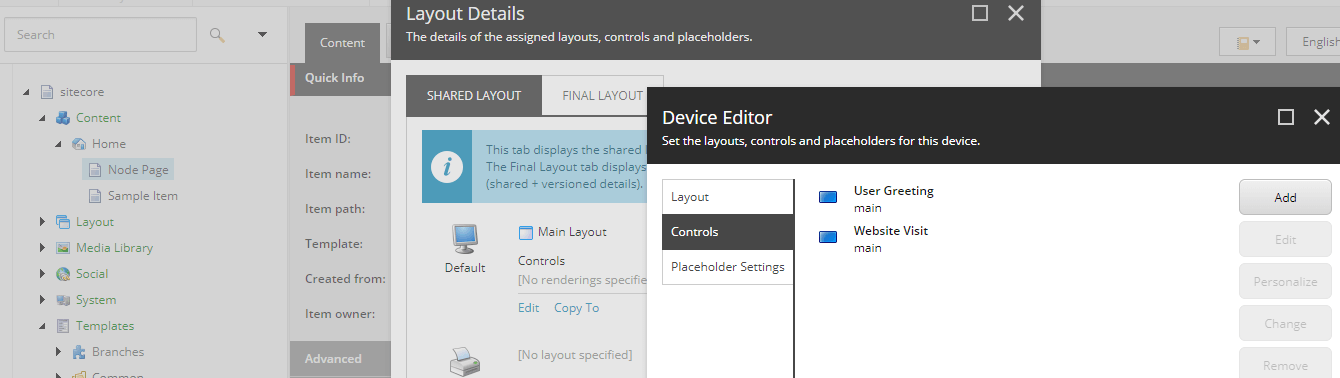 Search
sitecore
Content
Home
Node Page
Sample Item
Layout
Media Library
Social
System
Templates
Branches
Common
Content
Quick Info
Item ID:
Item name:
Item path:
Template:
Created from:
Item owner:
Advanced
English
Layout Details
The details of the assigned layouts, controls and placeholders.
SHARED LAYOUT
FINAL LAYOUT
This tab displays the shared l
The Final Layout tab displays
(shared + versioned details).
Default
Main Layout
Controls
[No renderings specifie
Edit Copy To
[No layout specified]
Device Editor
Set the layouts, controls and placeholders for this device.
Layout
Controls
Placeholder Settings
User Greeting
main
Website Visit
main
Add
Edit
Personalize
Change
Remove